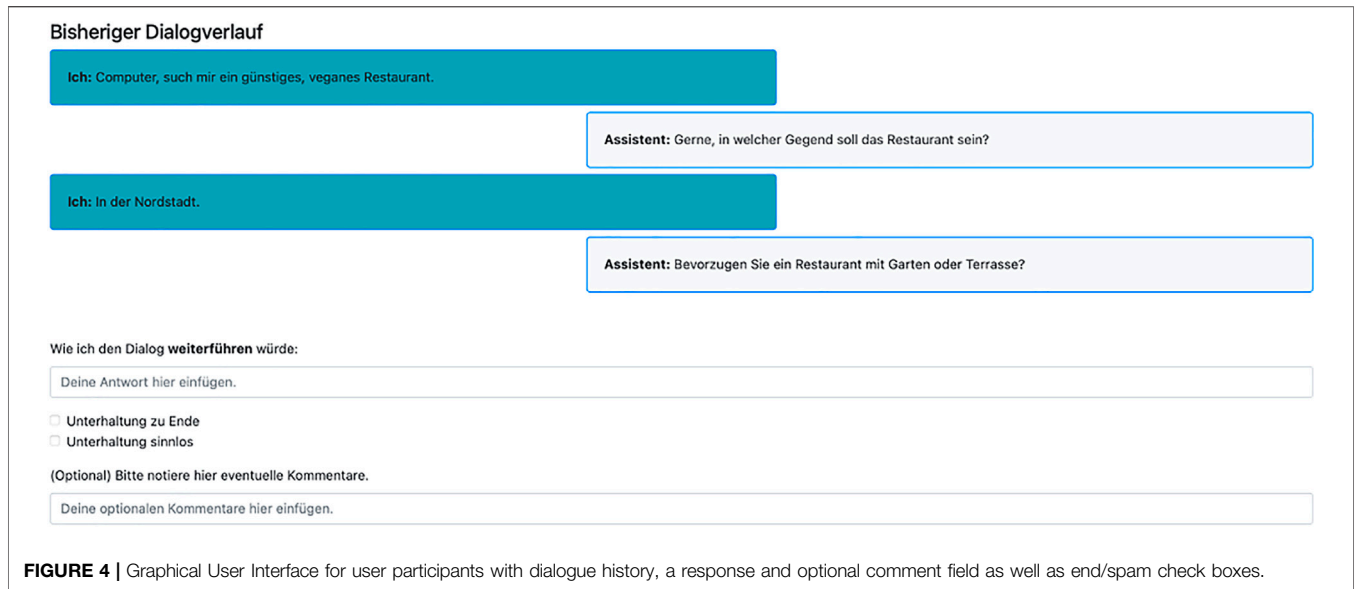 Bisheriger Dialogverlauf
Ich: Computer, such mir ein günstiges, veganes Restaurant.
Assistent: Gerne, in welcher Gegend soll das Restaurant sein?
Ich: In der Nordstadt.
Assistent: Bevorzugen Sie ein Restaurant mit Garten oder Terrasse?
Wie ich den Dialog weiterführen würde:
Deine Antwort hier einfügen.
Unterhaltung zu Ende
Unterhaltung sinnlos
(Optional) Bitte notiere hier eventuelle Kommentare.
Deine optionalen Kommentare hier einfügen.
FIGURE 4 | Graphical User Interface for user participants with dialogue history, a response and optional comment field as well as end/spam check boxes.